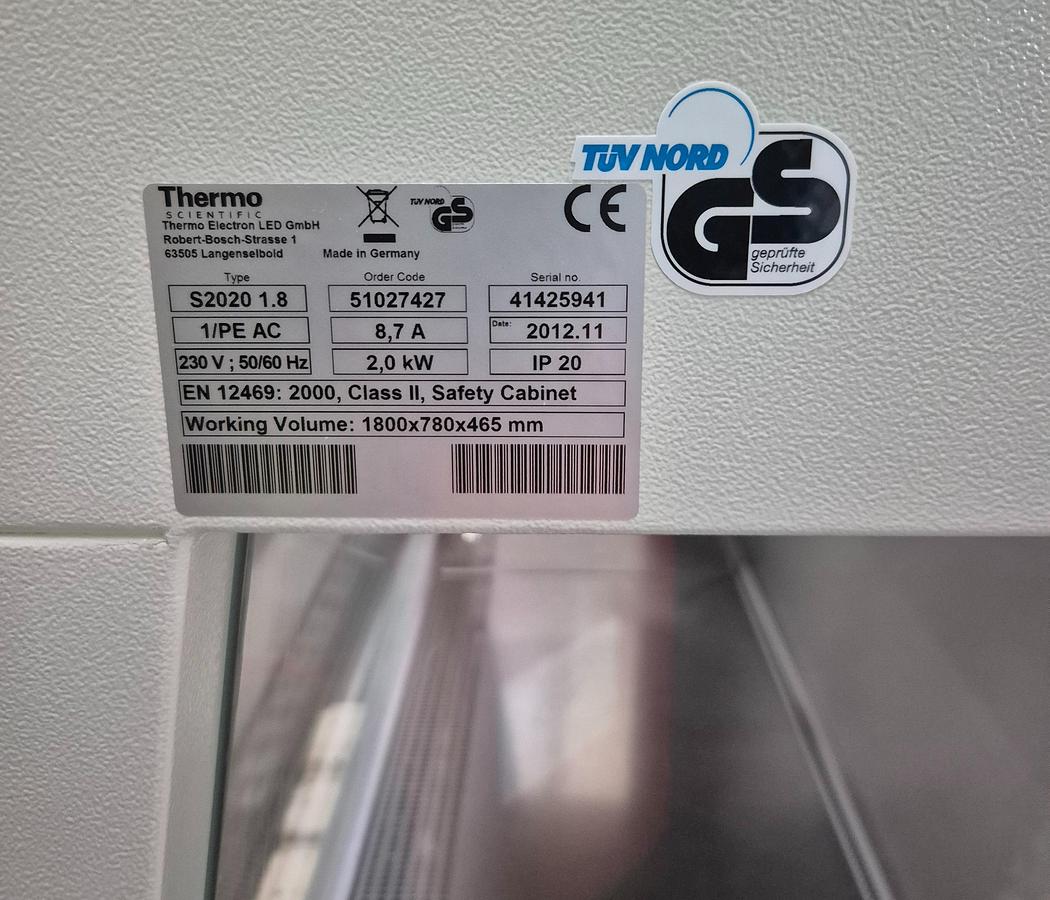 TÜV NORD
GS
geprüfte
Sicherheit
Thermo
SCIENTIFIC
Thermo Electron LED GmbH
Robert-Bosch-Strasse 1
63505 Langenselbold
Made in Germany
TÜV NORD
GS
CE
Type
Order Code
Serial no.
S2020 1.8
51027427
41425941
1/PE AC
8,7 A
Date:
2012.11
230 V ; 50/60 Hz
2,0 kW
IP 20
EN 12469: 2000, Class II, Safety Cabinet
Working Volume: 1800x780x465 mm